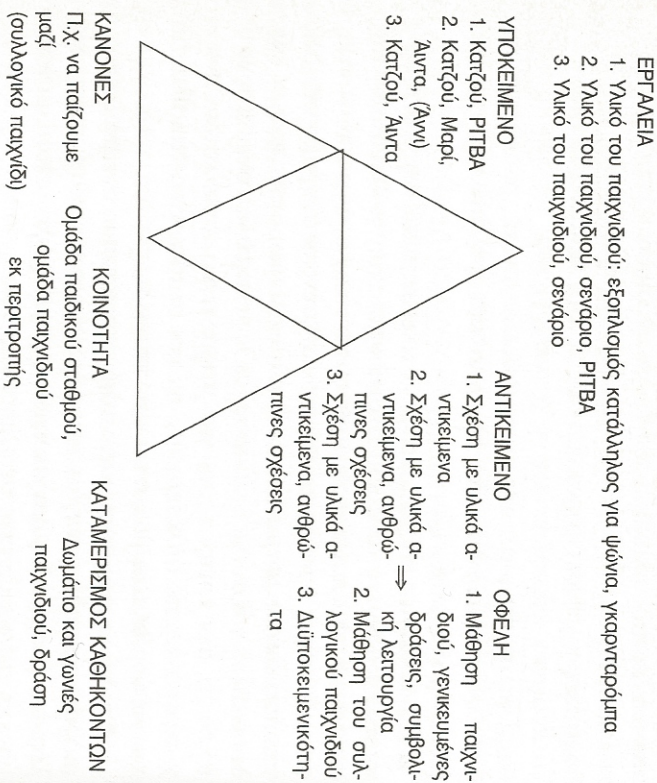 ΕΡΓΑΛΕΙΑ
1. Υλικό του παιχνιδιού: εξοπλισμός κατάλληλος για ψώνια, γκαρνταρόμπα
2. Υλικό του παιχνιδιού, σενάριο, ΡΙΤΒΑ
3. Υλικό του παιχνιδιού, σενάριο
ΥΠΟΚΕΙΜΕΝΟ
1. Κατζού, ΡΙΤΒΑ
2. Κατζού, Μαρί,
Άιντα, (Άννι)
3. Κατζού, Άιντα
ΑΝΤΙΚΕΙΜΕΝΟ
1. Σχέση με υλικά α-
ντικείμενα
2. Σχέση με υλικά α-
ντικείμενα, ανθρώ-
πινες σχέσεις
3. Σχέση με υλικά α-
ντικείμενα, ανθρώ-
πινες σχέσεις
⇒
ΟΦΕΛΗ
1. Μάθηση παιχνι-
διού, γενικευμένες
δράσεις, συμβολι-
κή λειτουργία
2. Μάθηση του συλ-
λογικού παιχνιδιού
3. Διϋποκειμενικότη-
τα
ΚΑΝΟΝΕΣ
Π.χ. να παίζουμε
μαζί
(συλλογικό παιχνίδι)
ΚΟΙΝΟΤΗΤΑ
Ομάδα παιδικού σταθμού,
ομάδα παιχνιδιού
εκ περιτροπής
ΚΑΤΑΜΕΡΙΣΜΟΣ ΚΑΘΗΚΟΝΤΩΝ
Δωμάτιο και γωνιές
παιχνιδιού, δράση